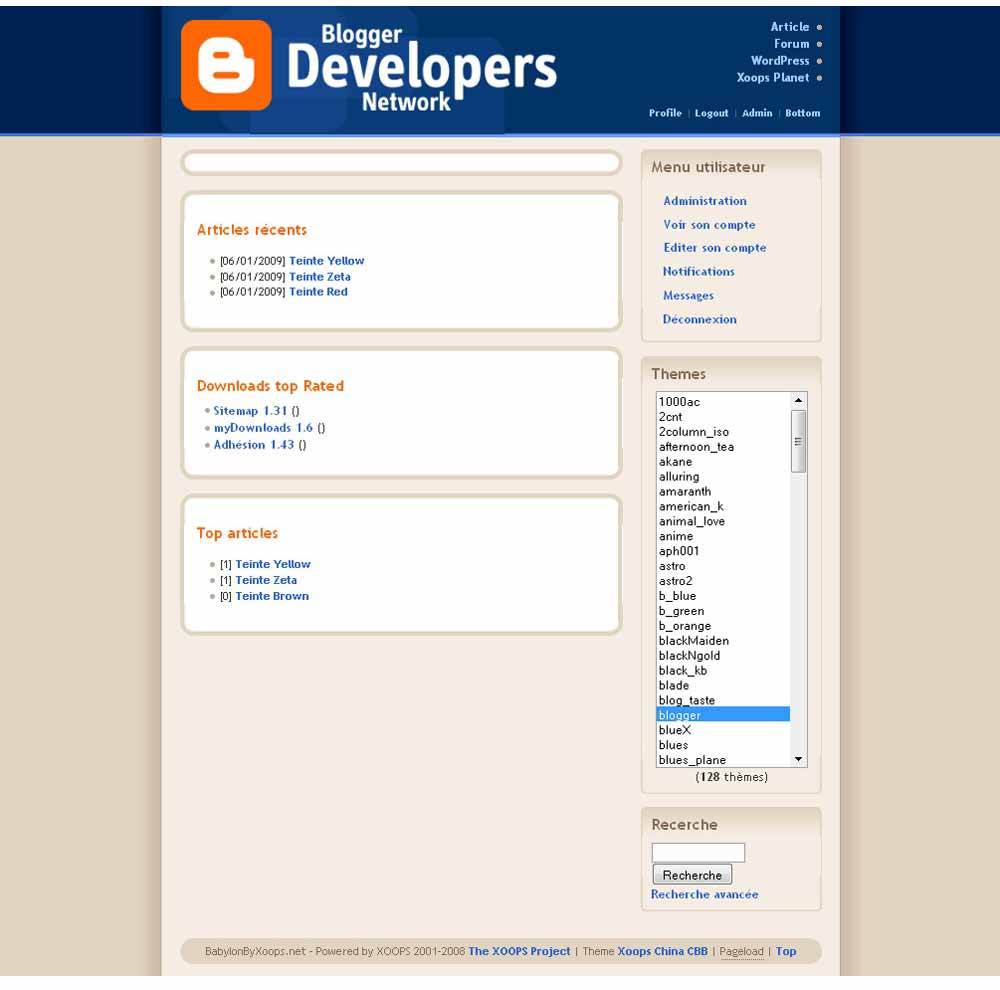 Blogger
Developers
Network
Article
Forum
WordPress
Xoops Planet
Profile | Logout | Admin | Bottom
Articles récents
[06/01/2009] Teinte Yellow
[06/01/2009] Teinte Zeta
[06/01/2009] Teinte Red
Downloads top Rated
Sitemap 1.31 ()
myDownloads 1.6 ()
Adhésion 1.43 ()
Top articles
[1] Teinte Yellow
[1] Teinte Zeta
[0] Teinte Brown
Menu utilisateur
Administration
Voir son compte
Editer son compte
Notifications
Messages
Déconnexion
Themes
1000ac
2cnt
2column_iso
afternoon_tea
akane
alluring
amaranth
american_k
animal_love
anime
aph001
astro
astro2
b_blue
b_green
b_orange
blackMaiden
blackNgold
black_kb
blade
blog_taste
blogger
blueX
blues
blues_plane
(128 thèmes)
Recerche
Recherche
Recherche avancée
BabylonByXoops.net - Powered by XOOPS 2001-2008 The XOOPS Project | Theme Xoops China CBB | Pageload | Top